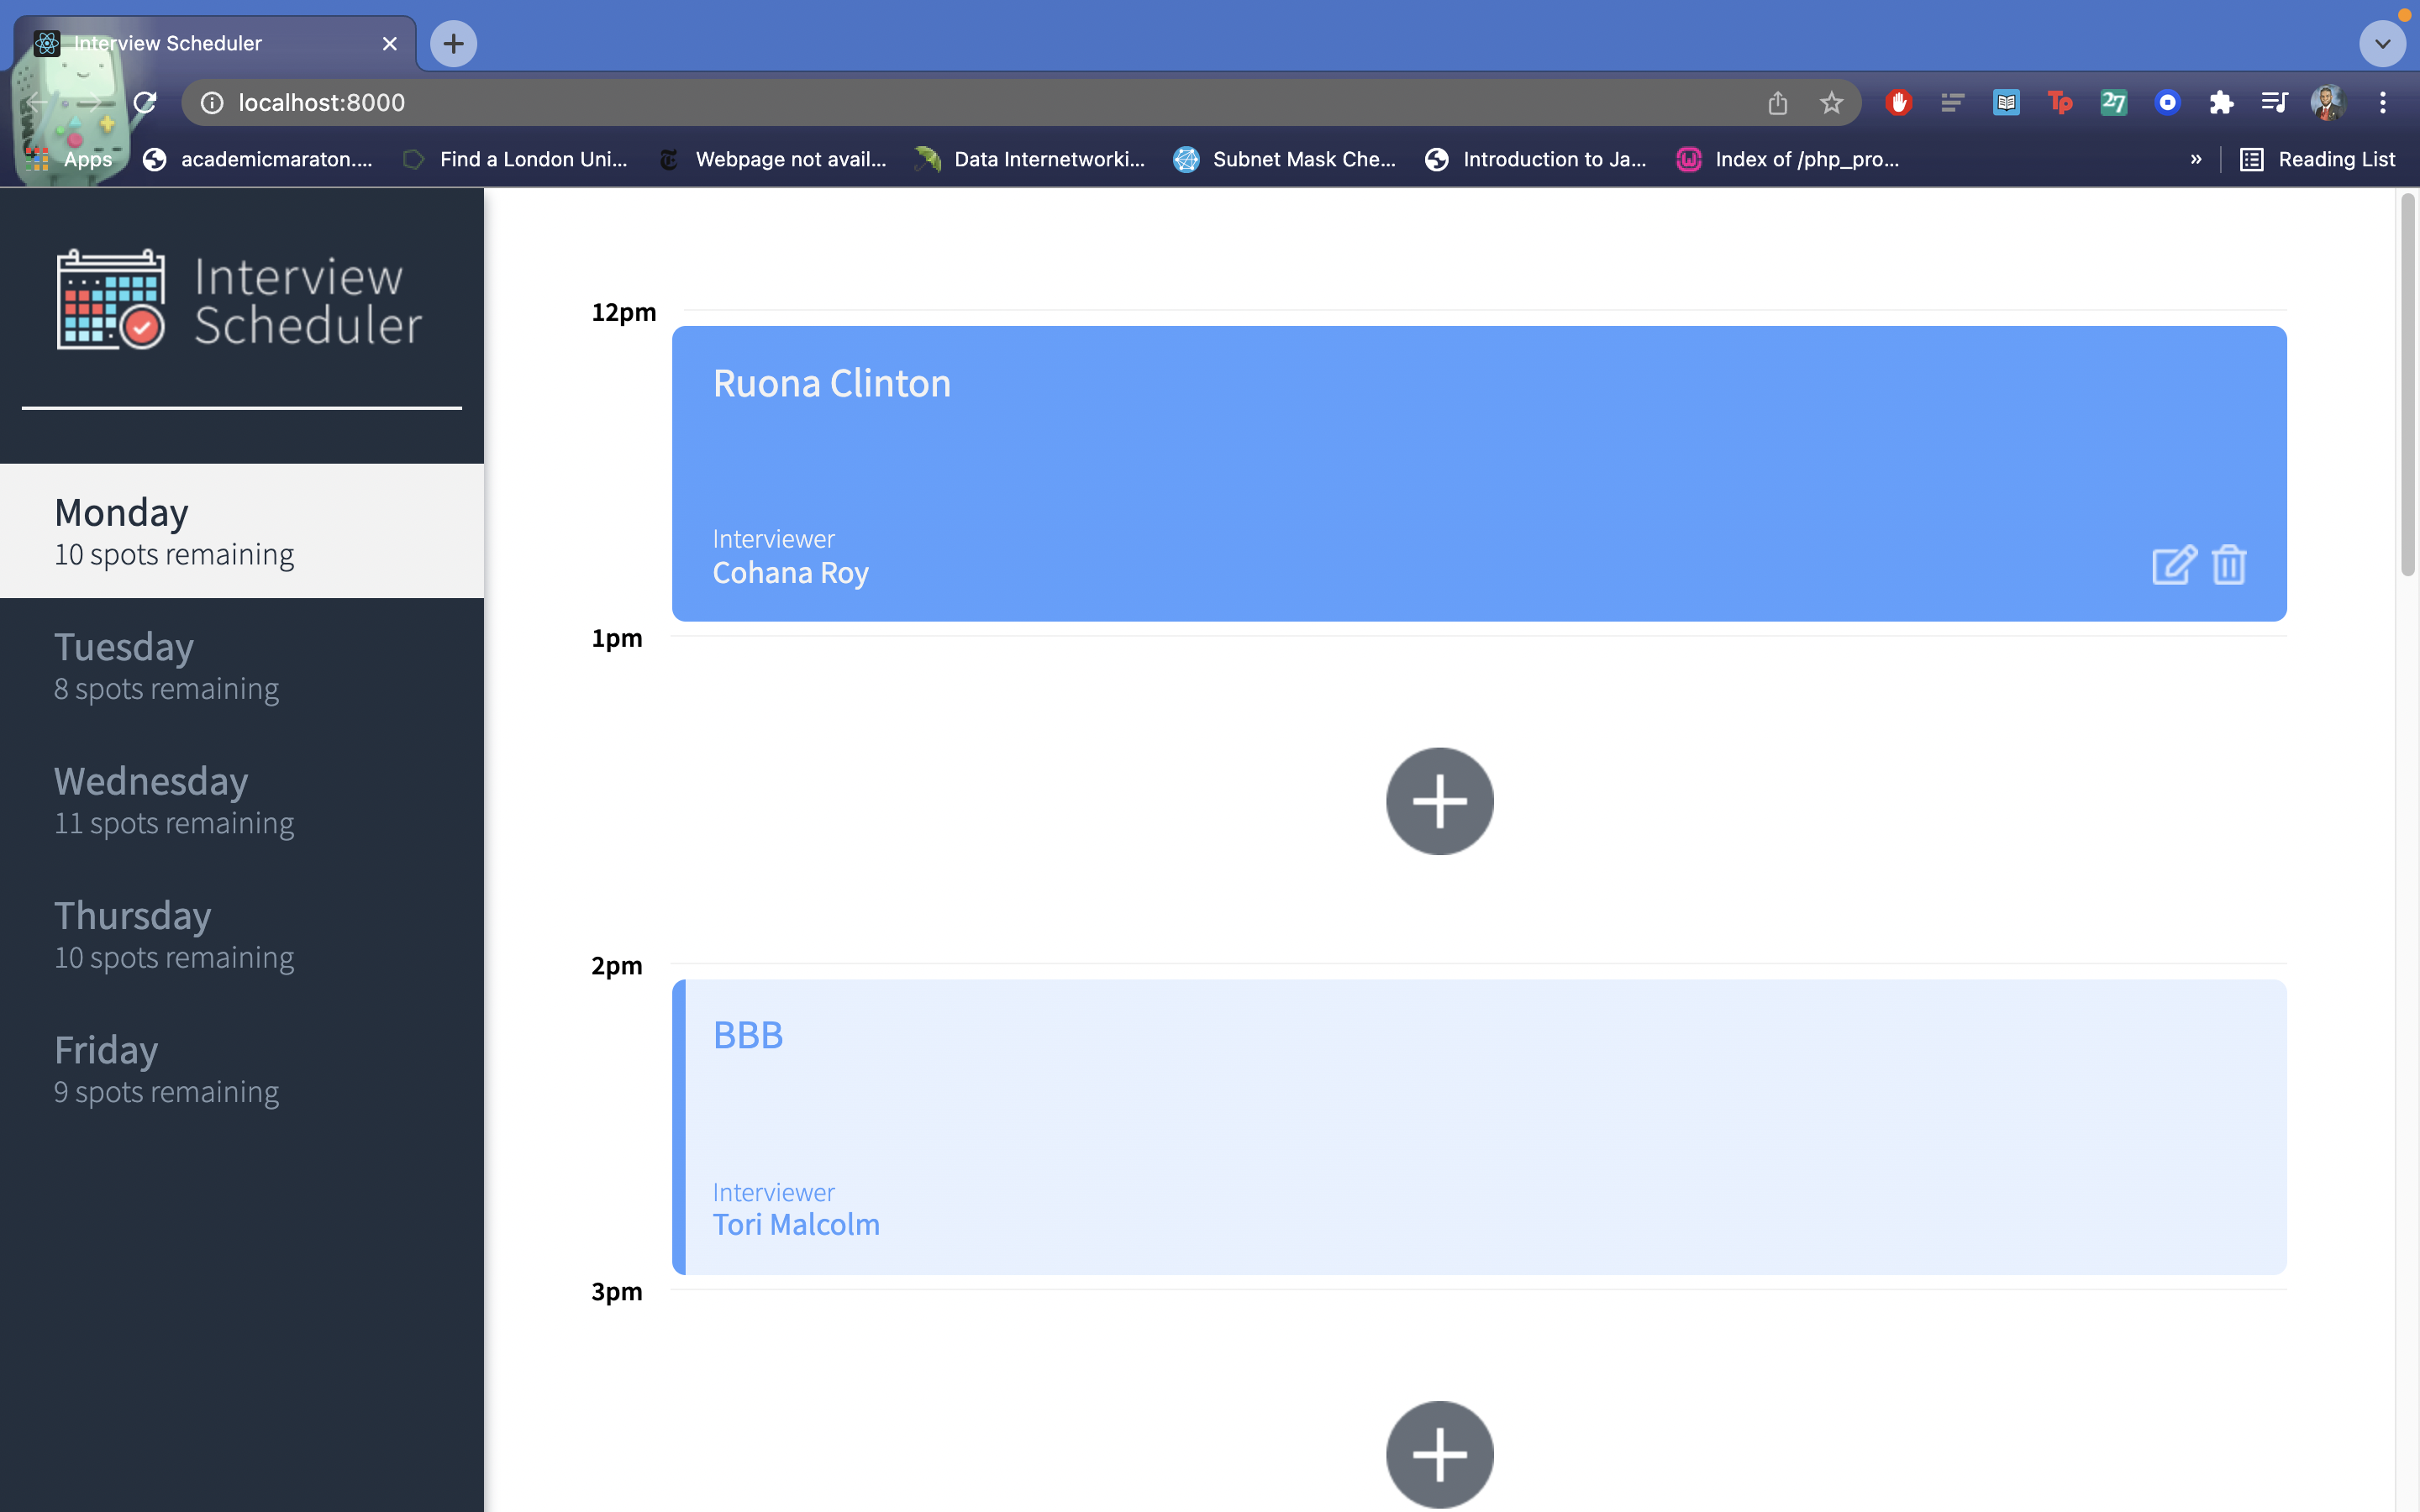 Interview Scheduler
localhost:8000
Tp
27
Apps
academicmaraton....
Find a London Uni...
Webpage not avail...
Data Internetworki...
Subnet Mask Che...
Introduction to Ja...
Index of /php_pro...
»
Reading List
Interview
Scheduler
Monday
10 spots remaining
Tuesday
8 spots remaining
Wednesday
11 spots remaining
Thursday
10 spots remaining
Friday
9 spots remaining
12pm
Ruona Clinton
Interviewer
Cohana Roy
1pm
2pm
BBB
Interviewer
Tori Malcolm
3pm